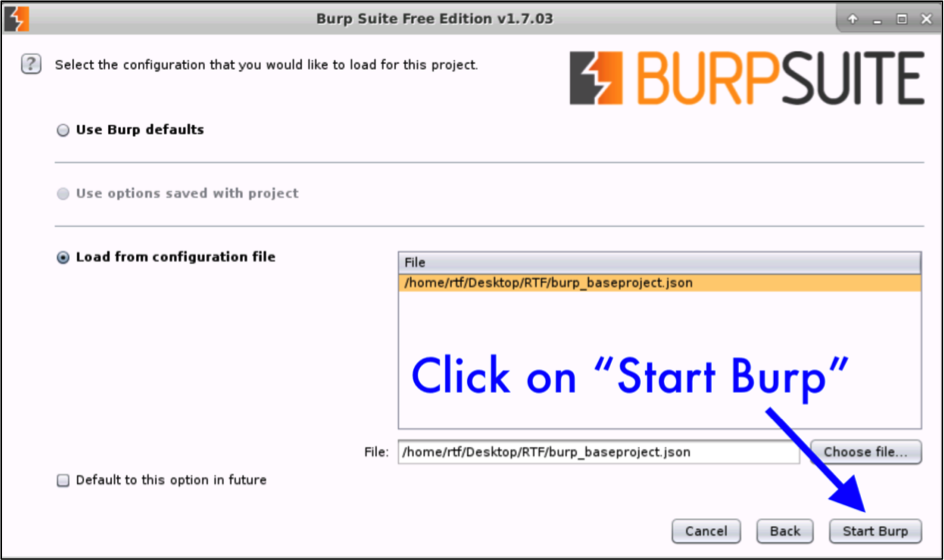 Burp Suite Free Edition v1.7.03
? Select the configuration that you would like to load for this project.
BURPSUITE
Use Burp defaults
Use options saved with project
Load from configuration file
File
/home/rtf/Desktop/RTF/burp_baseproject.json
Click on “Start Burp”
File: /home/rtf/Desktop/RTF/burp_baseproject.json Choose file...
Default to this option in future
Cancel Back Start Burp